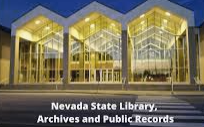 Nevada State Library,
Archives and Public Records